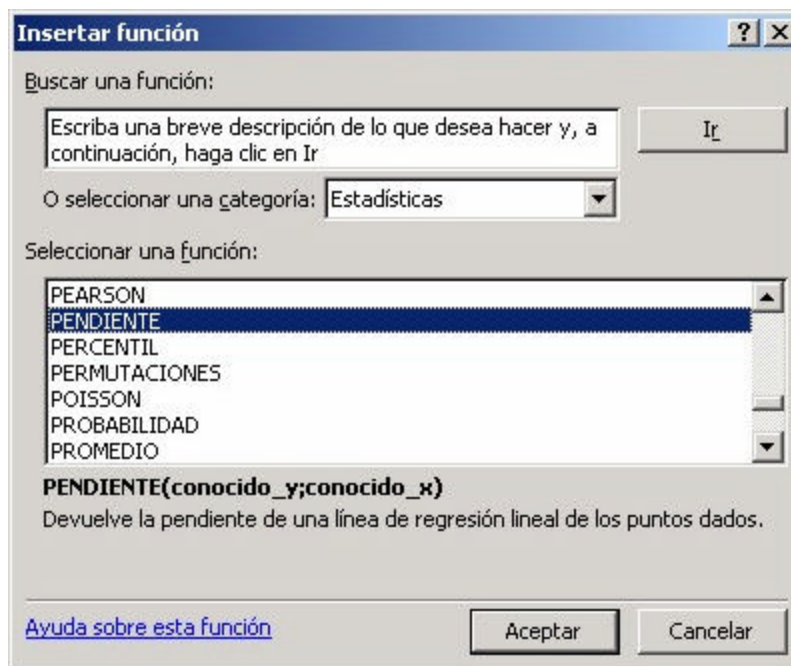 Insertar función
Buscar una función:
Escriba una breve descripción de lo que desea hacer y, a
continuación, haga clic en Ir
Ir
O seleccionar una categoría: Estadísticas
Seleccionar una función:
PEARSON
PENDIENTE
PERCENTIL
PERMUTACIONES
POISSON
PROBABILIDAD
PROMEDIO
PENDIENTE(conocido_y;conocido_x)
Devuelve la pendiente de una línea de regresión lineal de los puntos dados.
Ayuda sobre esta función
Aceptar
Cancelar